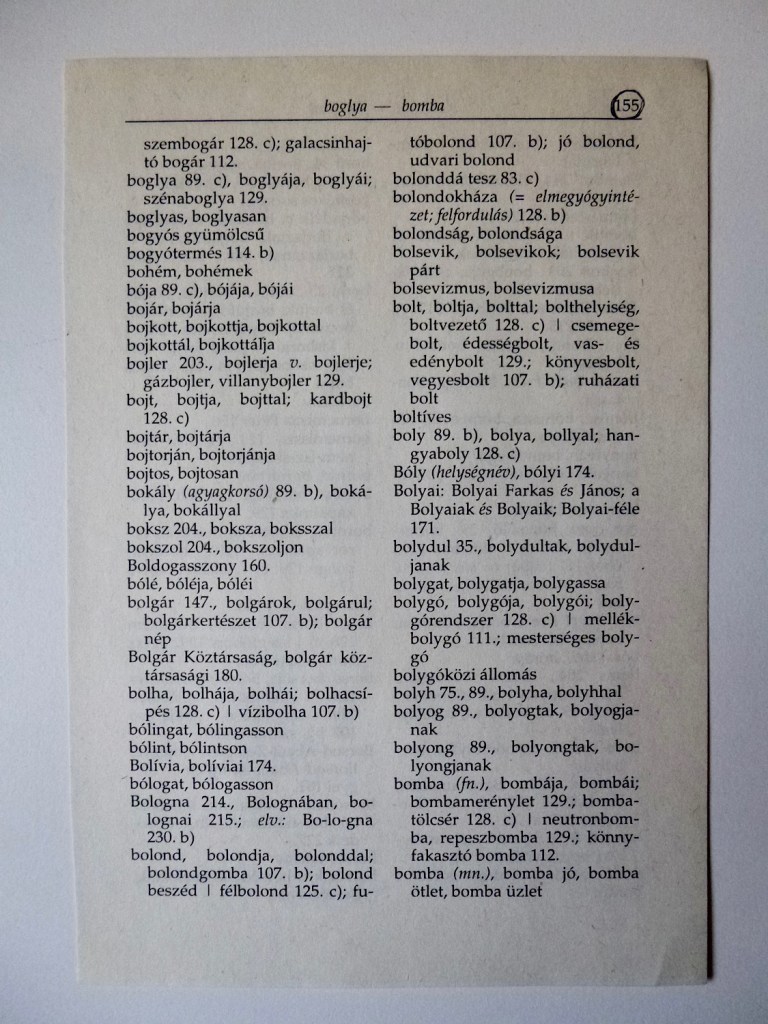 boglya — bomba
155
szembogár 128. c); galacsinhaj-
tó bogár 112.
boglya 89. c), boglyája, boglyái;
szénaboglya 129.
boglyas, boglyasan
bogyós gyümölcsű
bogyótermés 114. b)
bohém, bohémek
bója 89. c), bójája, bójái
bojár, bojárja
bojkott, bojkottja, bojkottal
bojkottál, bojkottálja
bojler 203., bojlerja v. bojlerje;
gázbojler, villanybojler 129.
bojt, bojtja, bojttal; kardbojt
128. c)
bojtár, bojtárja
bojtorján, bojtorjánja
bojtos, bojtosan
bokály (agyagkorsó) 89. b), boká-
lya, bokállyal
boksz 204., boksza, boksszal
bokszol 204., bokszoljon
Boldogasszony 160.
bólé, bóléja, bóléi
bolgár 147., bolgárok, bolgárul;
bolgárkertészet 107. b); bolgár
nép
Bolgár Köztársaság, bolgár köz-
társasági 180.
bolha, bolhája, bolhái; bolhacsí-
pés 128. c) | vízibolha 107. b)
bólingat, bólingasson
bólint, bólintson
Bolívia, bolíviai 174.
bólogat, bólogasson
Bologna 214., Bolognában, bo-
lognai 215.; elv.: Bo-lo-gna
230. b)
bolond, bolondja, bolonddal;
bolondgomba 107. b); bolond
beszéd | félbolond 125. c); fu-
tóbolond 107. b); jó bolond,
udvari bolond
bolonddá tesz 83. c)
bolondokháza (= elmegyógyinté-
zet; felfordulás) 128. b)
bolondság, bolondsága
bolsevik, bolsevikok; bolsevik
párt
bolsevizmus, bolsevizmusa
bolt, boltja, bolttal; bolthelyiség,
boltvezető 128. c) | csemege-
bolt, édességbolt, vas- és
edénybolt 129.; könyvesbolt,
vegyesbolt 107. b); ruházati
bolt
boltíves
boly 89. b), bolya, bollyal; han-
gyaboly 128. c)
Bóly (helységnév), bólyi 174.
Bolyai: Bolyai Farkas és János; a
Bolyaiak és Bolyaik; Bolyai-féle
171.
bolydul 35., bolydultak, bolydul-
janak
bolygat, bolygatja, bolygassa
bolygó, bolygója, bolygói; boly-
górendszer 128. c) | mellék-
bolygó 111.; mesterséges boly-
gó
bolygóközi állomás
bolyh 75., 89., bolyha, bolyhhal
bolyog 89., bolyogtak, bolyogja-
nak
bolyong 89., bolyongtak, bo-
lyongjanak
bomba (fn.), bombája, bombái;
bombamerénylet 129.; bomba-
tölcsér 128. c) | neutronbom-
ba, repeszbomba 129.; könny-
fakasztó bomba 112.
bomba (mn.), bomba jó, bomba
ötlet, bomba üzlet